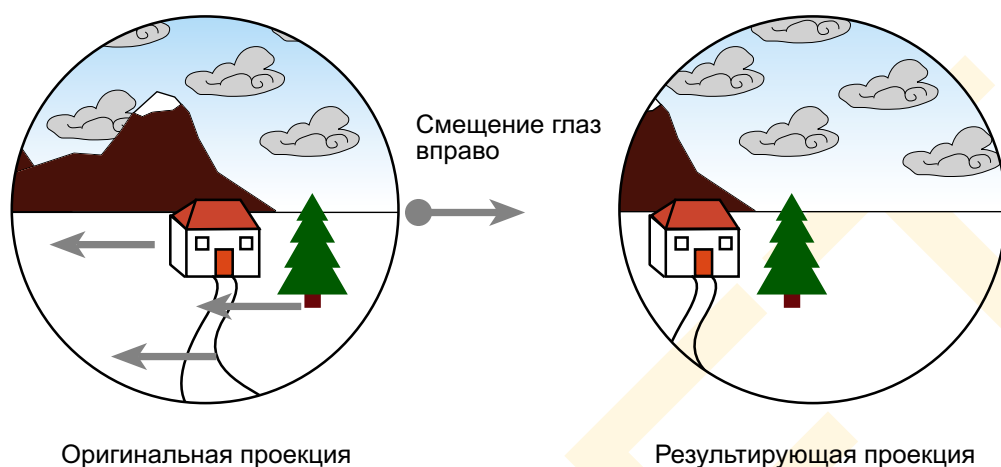 Смещение глаз
вправо
Оригинальная проекция
Результирующая проекция